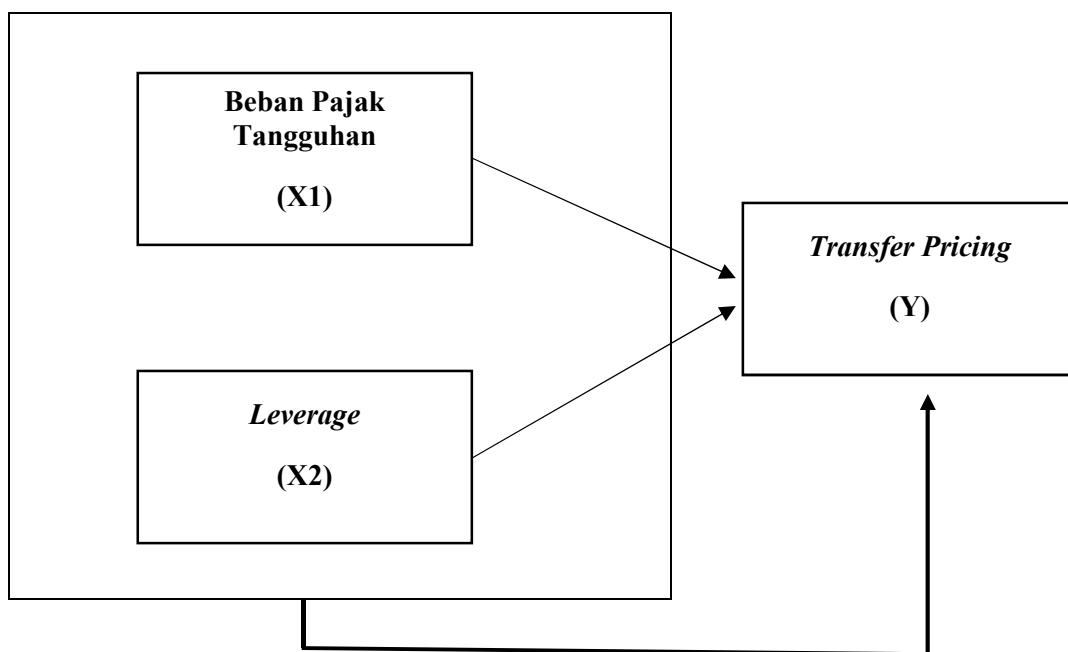 Beban Pajak
Tangguhan
(X1)
Transfer Pricing
(Y)
Leverage
(X2)